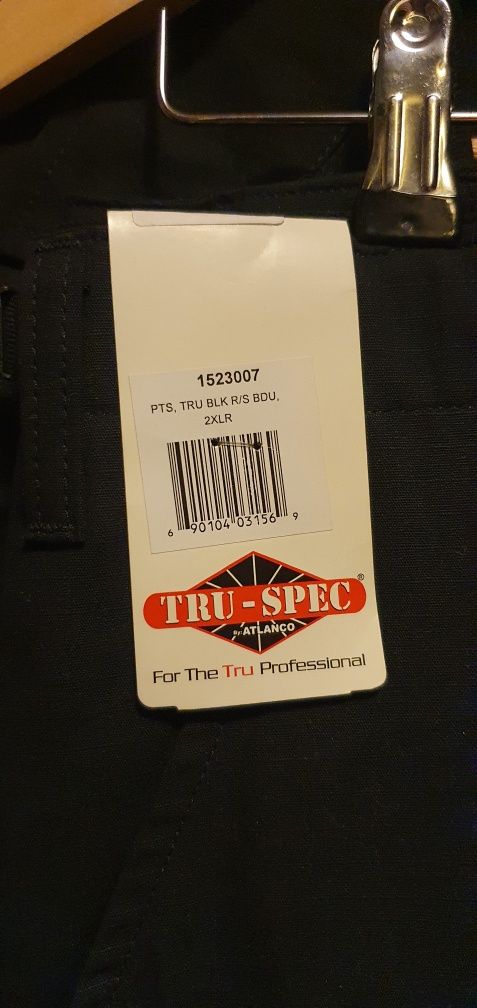 1523007
PTS, TRU BLK R/S BDU,
2XLR
6 90104 03156 9
TRU-SPEC®
By ATLANCO
For The Tru Professional